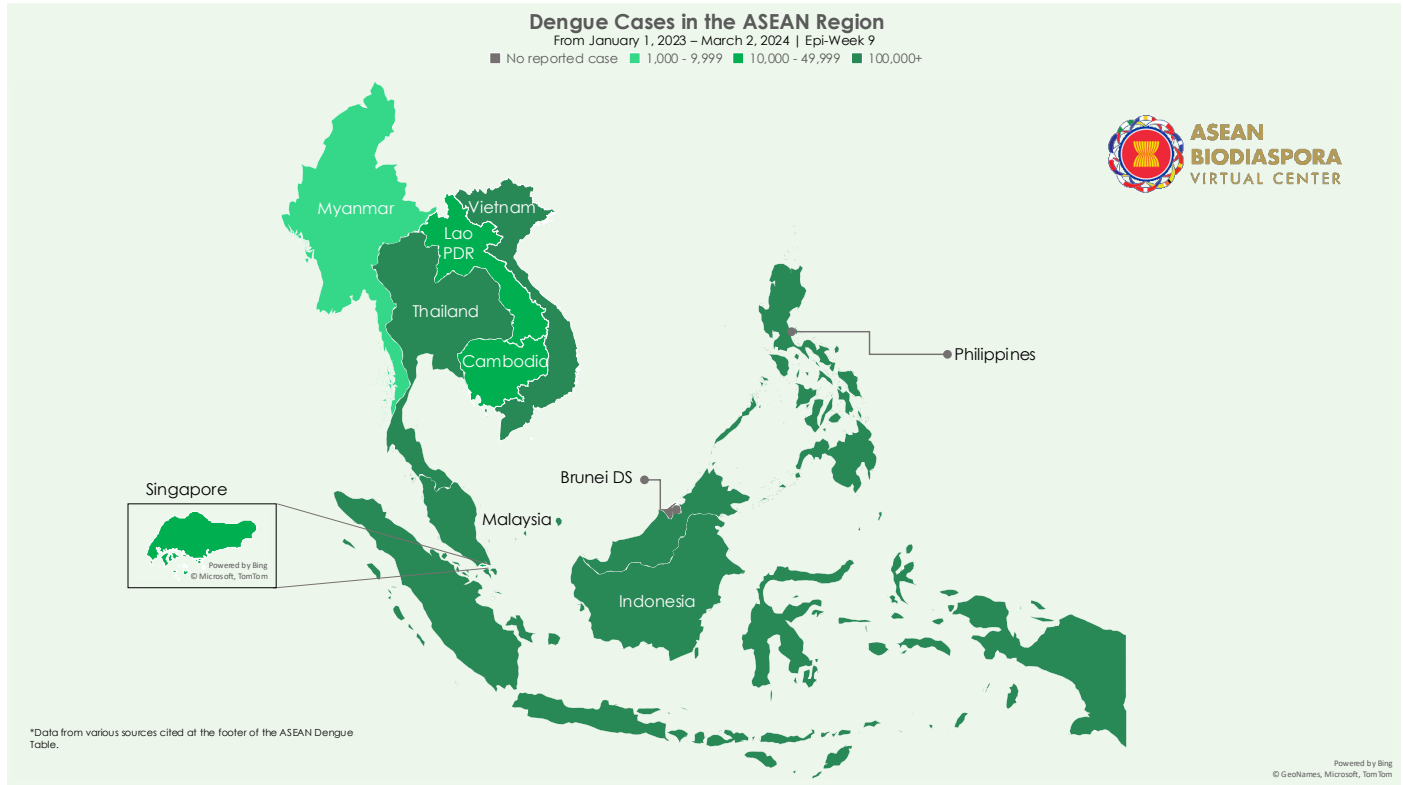 Dengue Cases in the ASEAN Region
From January 1, 2023 – March 2, 2024 | Epi-Week 9
No reported case 1,000 - 9,999 10,000 - 49,999 100,000+
ASEAN
BIODIASPORA
VIRTUAL CENTER
Myanmar
Vietnam
Lao
PDR
Thailand
Cambodia
Philippines
Brunei DS
Singapore
Malaysia
Powered by Bing
© Microsoft, TomTom
Indonesia
*Data from various sources cited at the footer of the ASEAN Dengue
Table.
Powered by Bing
© GeoNames, Microsoft, TomTom